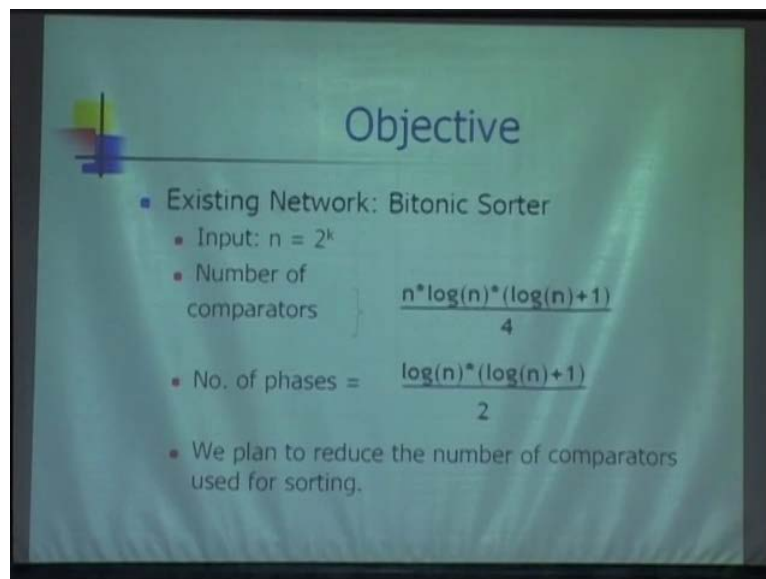 Objective
Existing Network: Bitonic Sorter
Input: n = 2ᵏ
Number of
comparators
n*log(n)*(log(n)+1)
4
No. of phases =
log(n)*(log(n)+1)
2
We plan to reduce the number of comparators
used for sorting.